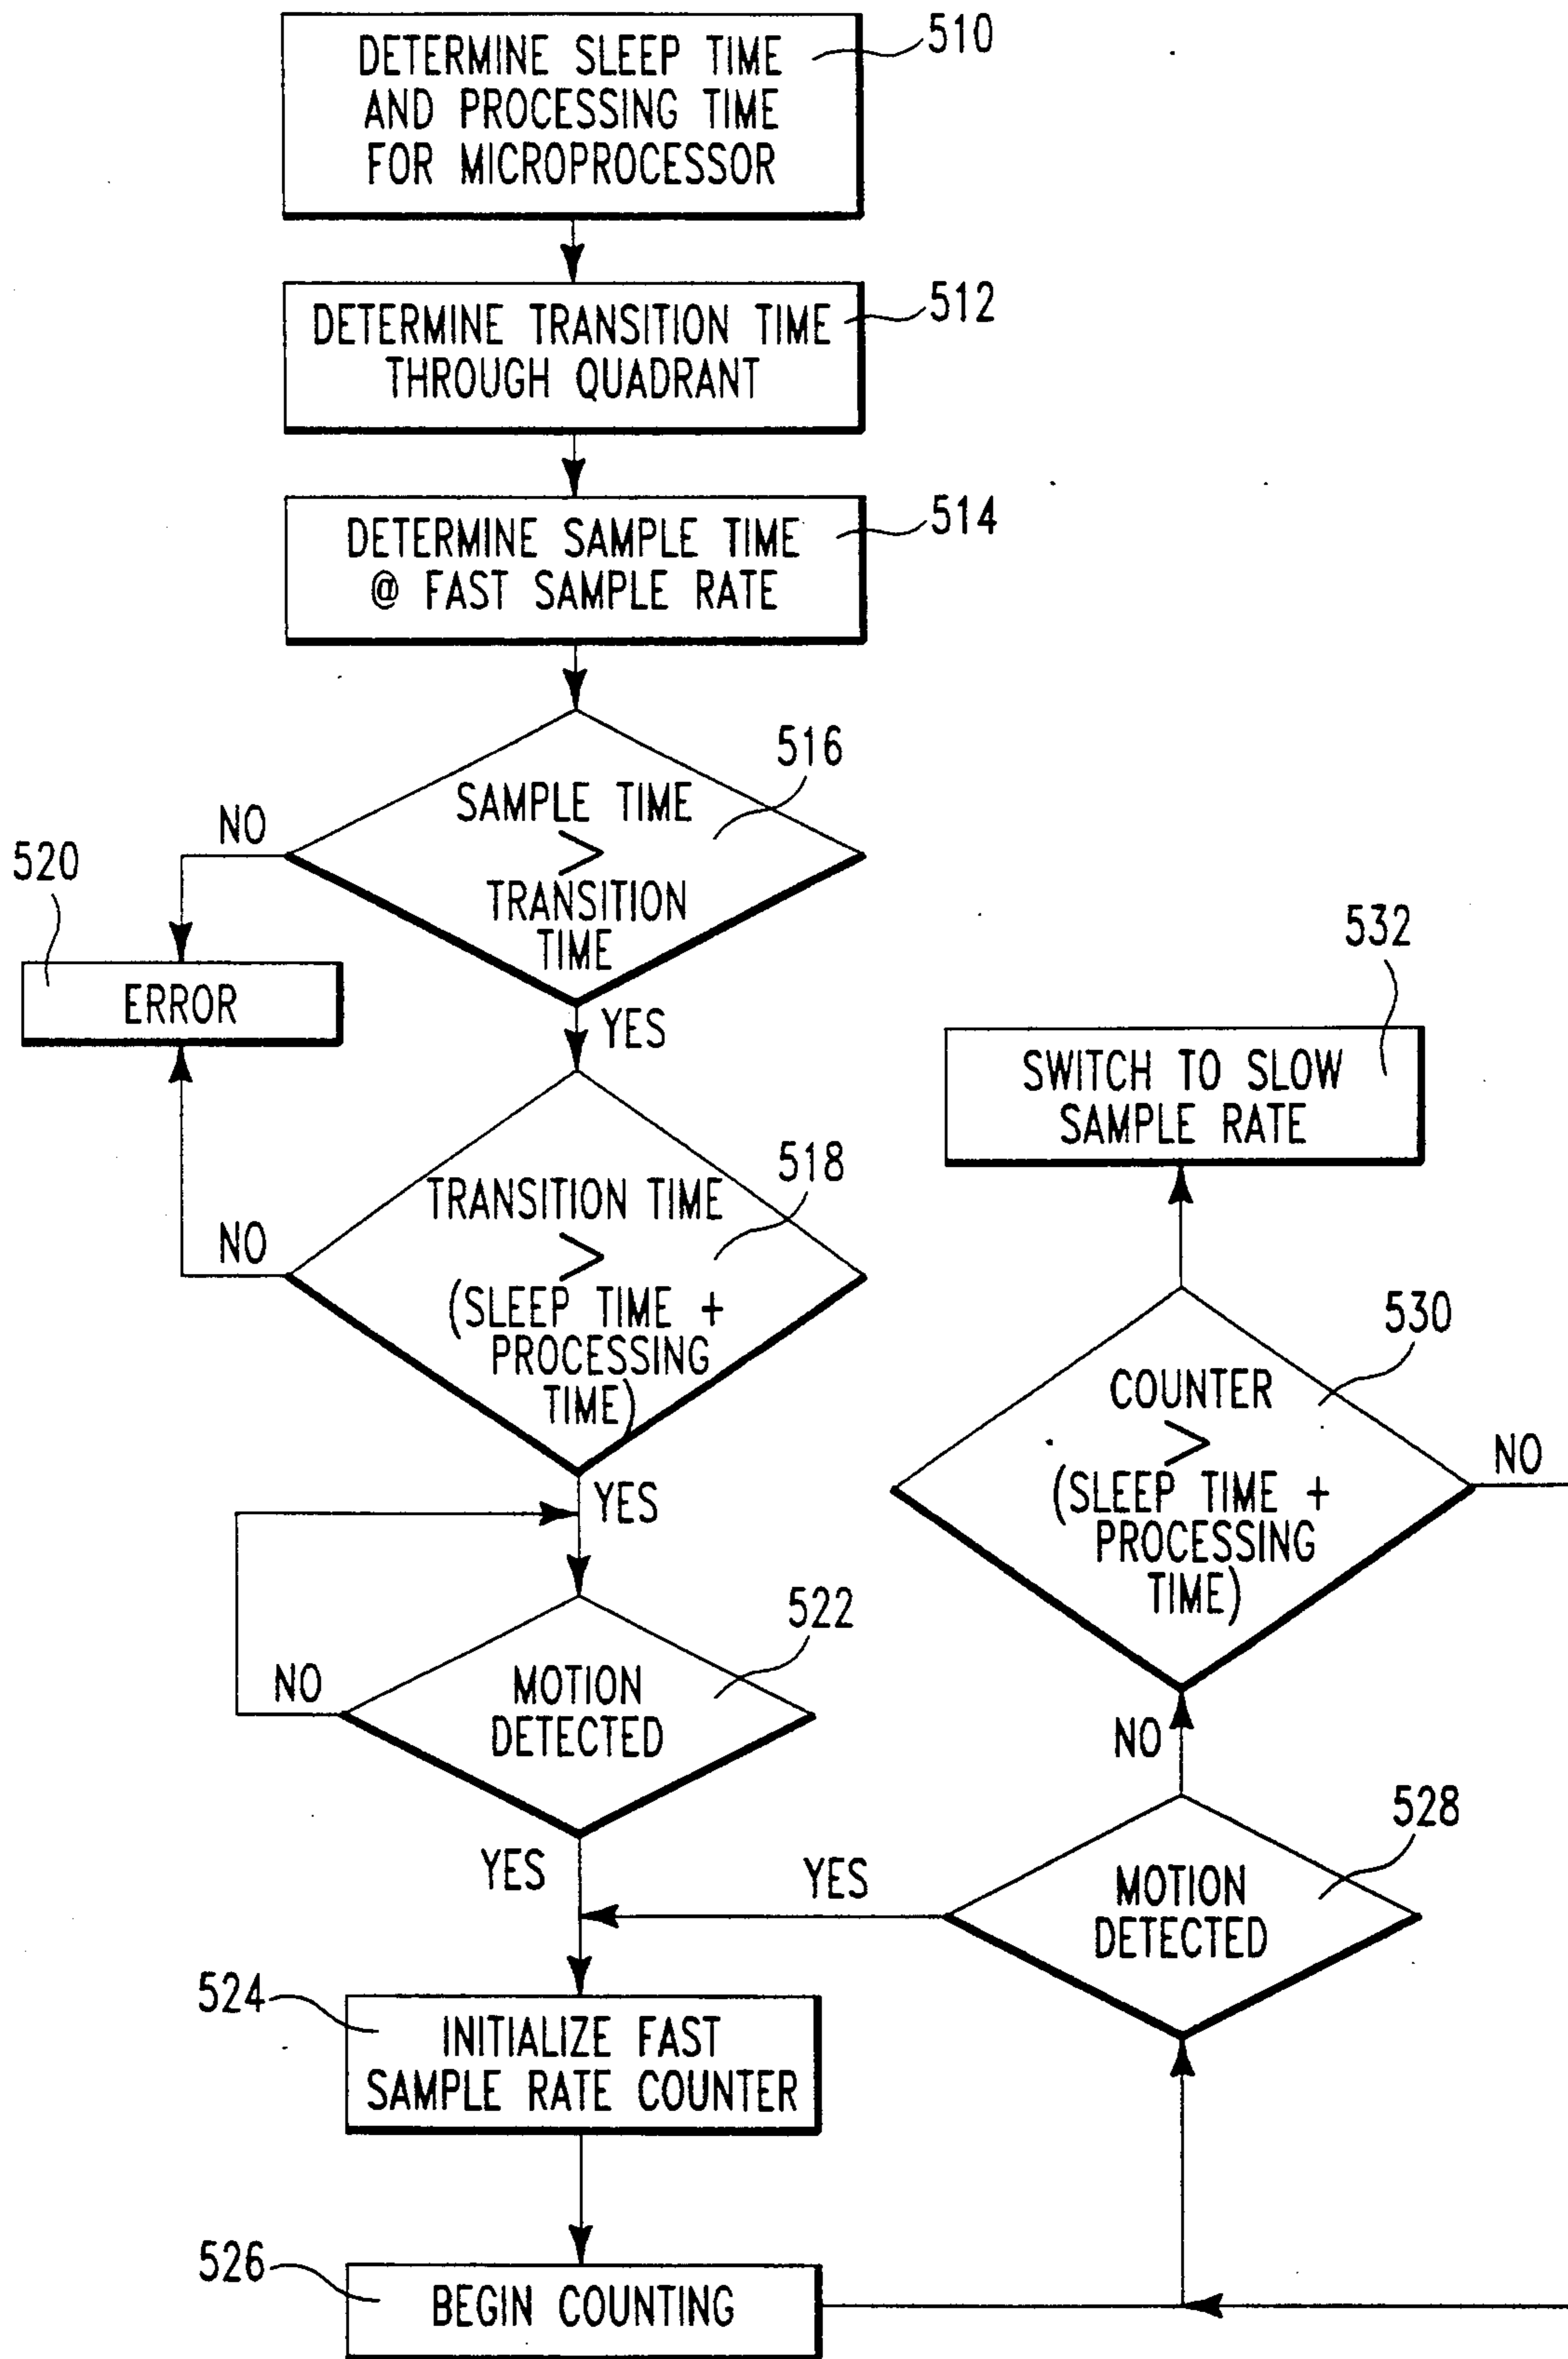 DETERMINE SLEEP TIME
AND PROCESSING TIME
FOR MICROPROCESSOR
510
DETERMINE TRANSITION TIME
THROUGH QUADRANT
512
DETERMINE SAMPLE TIME
@ FAST SAMPLE RATE
514
516
SAMPLE TIME
>
TRANSITION
TIME
NO
520
ERROR
YES
518
TRANSITION TIME
>
(SLEEP TIME +
PROCESSING
TIME)
NO
YES
522
MOTION
DETECTED
NO
YES
524
INITIALIZE FAST
SAMPLE RATE COUNTER
526
BEGIN COUNTING
528
MOTION
DETECTED
YES
NO
530
COUNTER
>
(SLEEP TIME +
PROCESSING
TIME)
NO
532
SWITCH TO SLOW
SAMPLE RATE